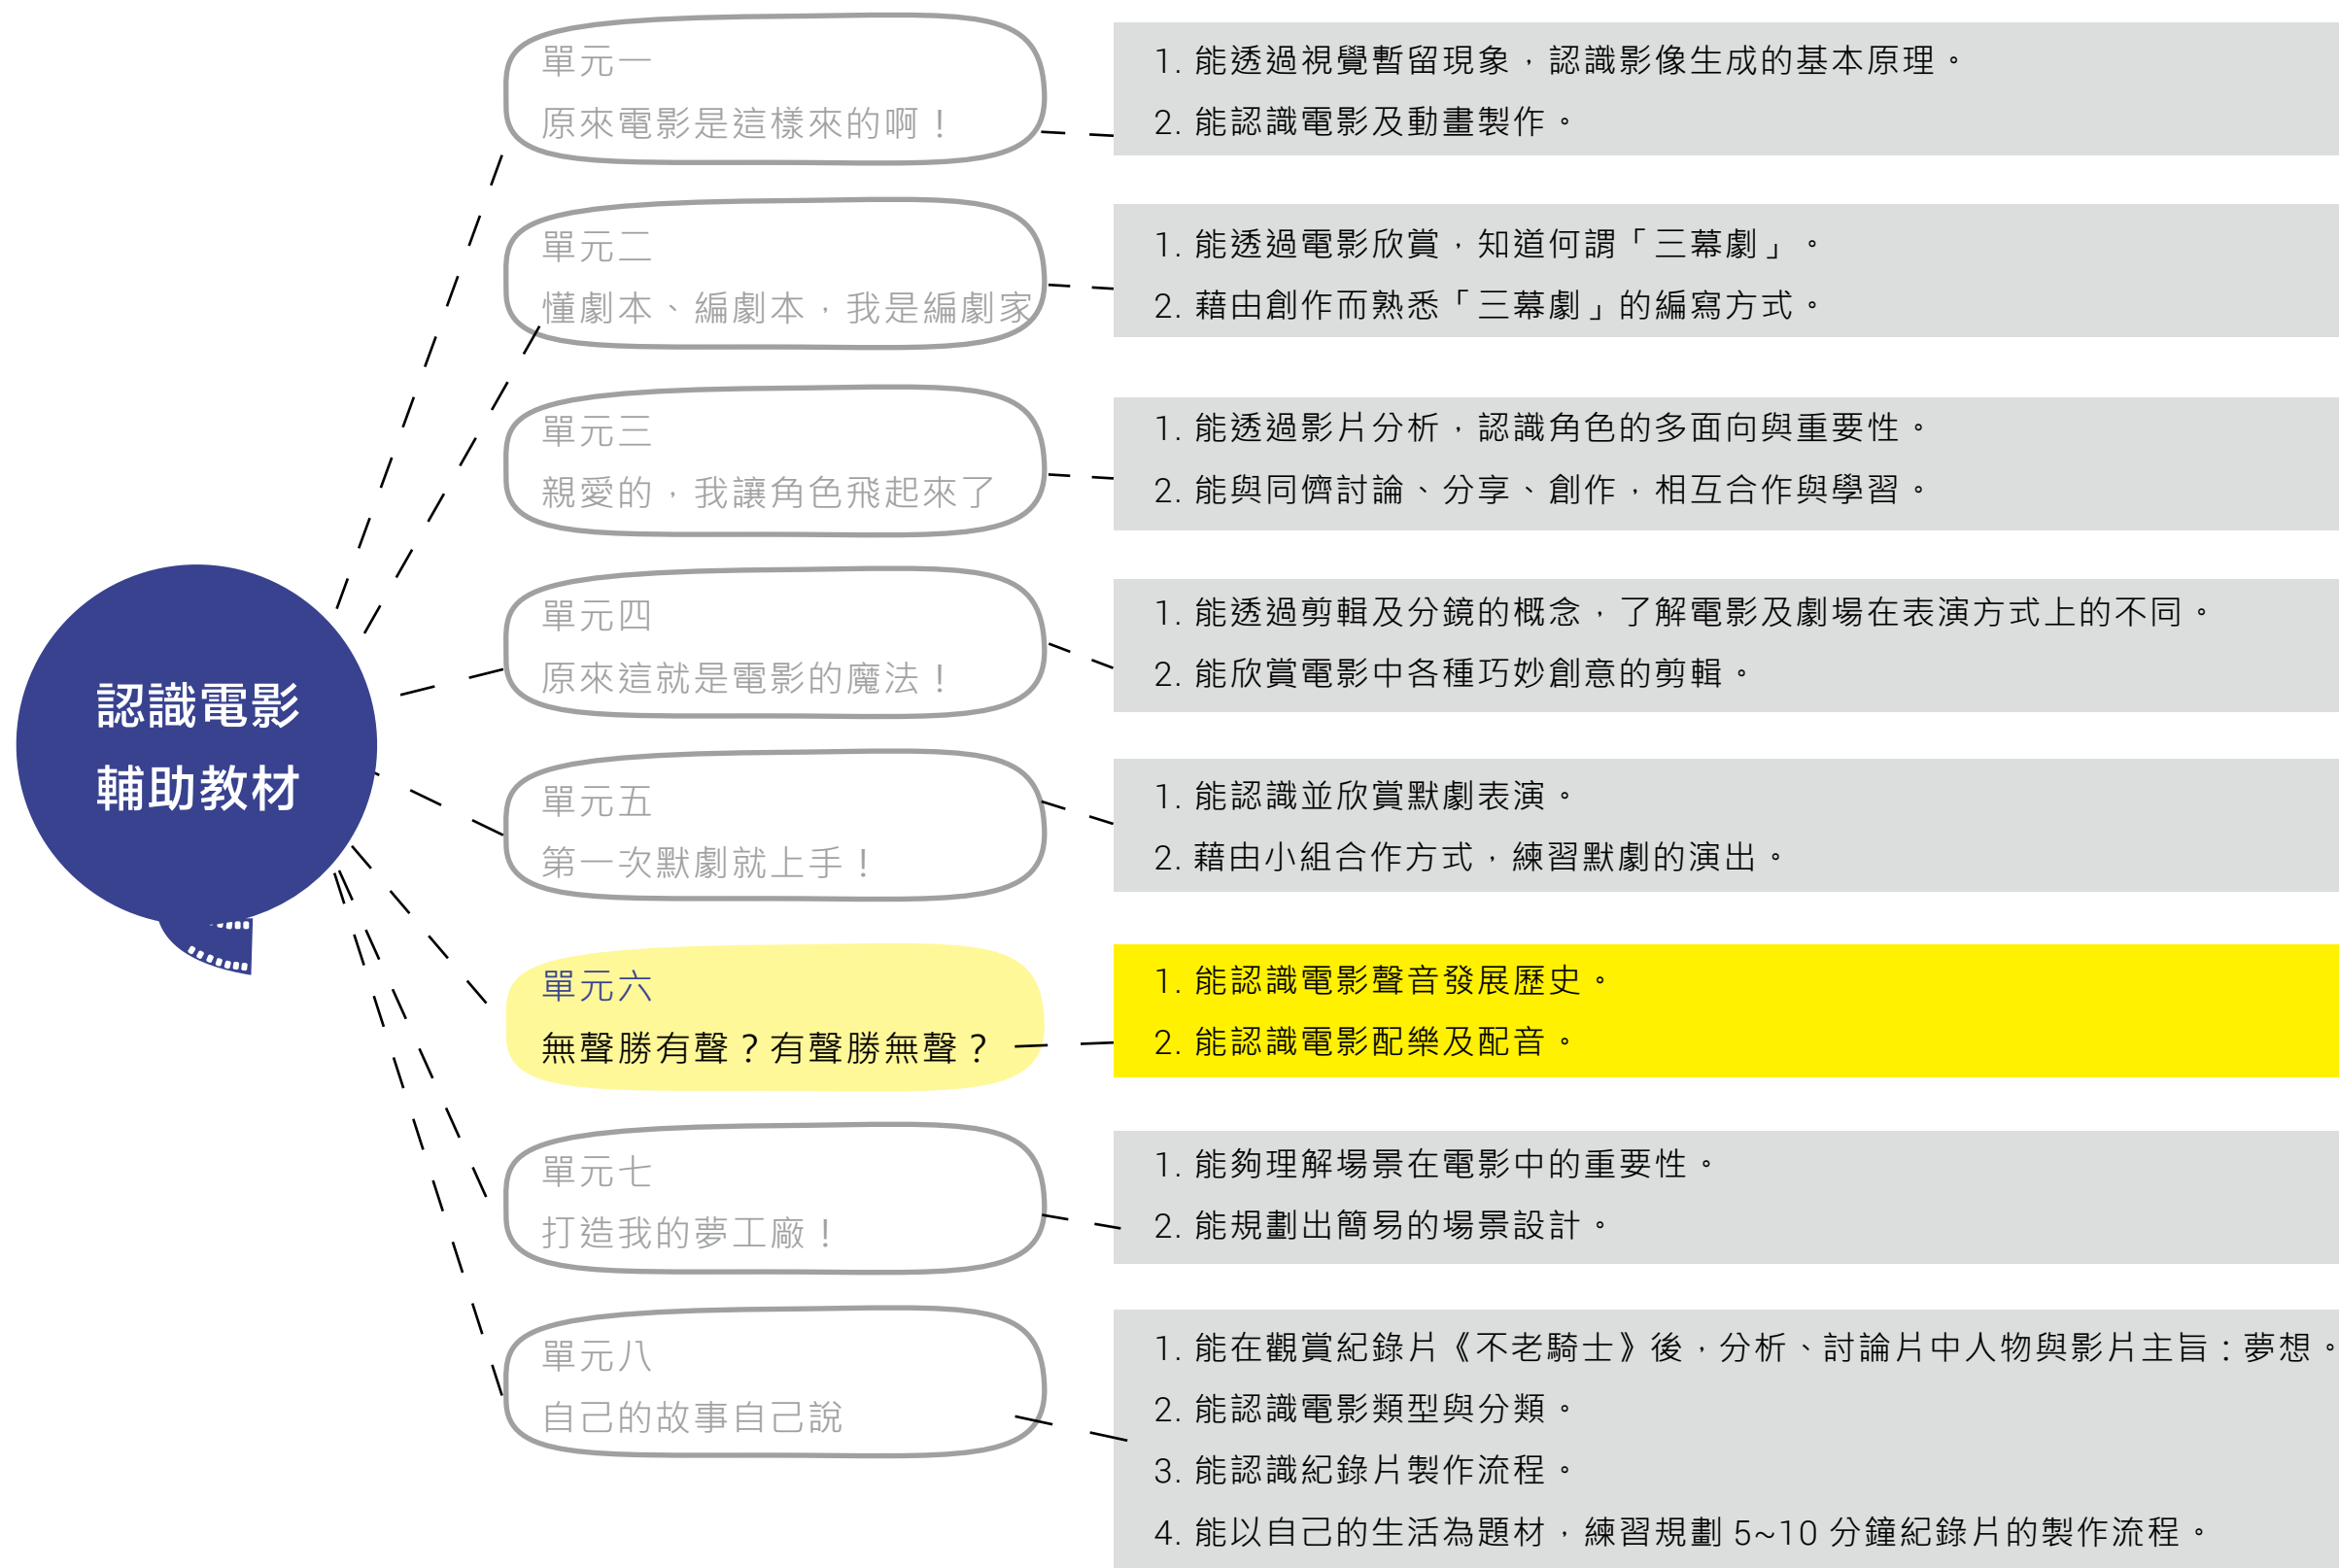 認識電影
輔助教材
單元一
原來電影是這樣來的啊！
1. 能透過視覺暫留現象，認識影像生成的基本原理。
2. 能認識電影及動畫製作。
單元二
懂劇本、編劇本，我是編劇家
1. 能透過電影欣賞，知道何謂「三幕劇」。
2. 藉由創作而熟悉「三幕劇」的編寫方式。
單元三
親愛的，我讓角色飛起來了
1. 能透過影片分析，認識角色的多面向與重要性。
2. 能與同儕討論、分享、創作，相互合作與學習。
單元四
原來這就是電影的魔法！
1. 能透過剪輯及分鏡的概念，了解電影及劇場在表演方式上的不同。
2. 能欣賞電影中各種巧妙創意的剪輯。
單元五
第一次默劇就上手！
1. 能認識並欣賞默劇表演。
2. 藉由小組合作方式，練習默劇的演出。
單元六
無聲勝有聲？有聲勝無聲？
1. 能認識電影聲音發展歷史。
2. 能認識電影配樂及配音。
單元七
打造我的夢工廠！
1. 能夠理解場景在電影中的重要性。
2. 能規劃出簡易的場景設計。
單元八
自己的故事自己說
1. 能在觀賞紀錄片《不老騎士》後，分析、討論片中人物與影片主旨：夢想。
2. 能認識電影類型與分類。
3. 能認識紀錄片製作流程。
4. 能以自己的生活為題材，練習規劃 5~10 分鐘紀錄片的製作流程。